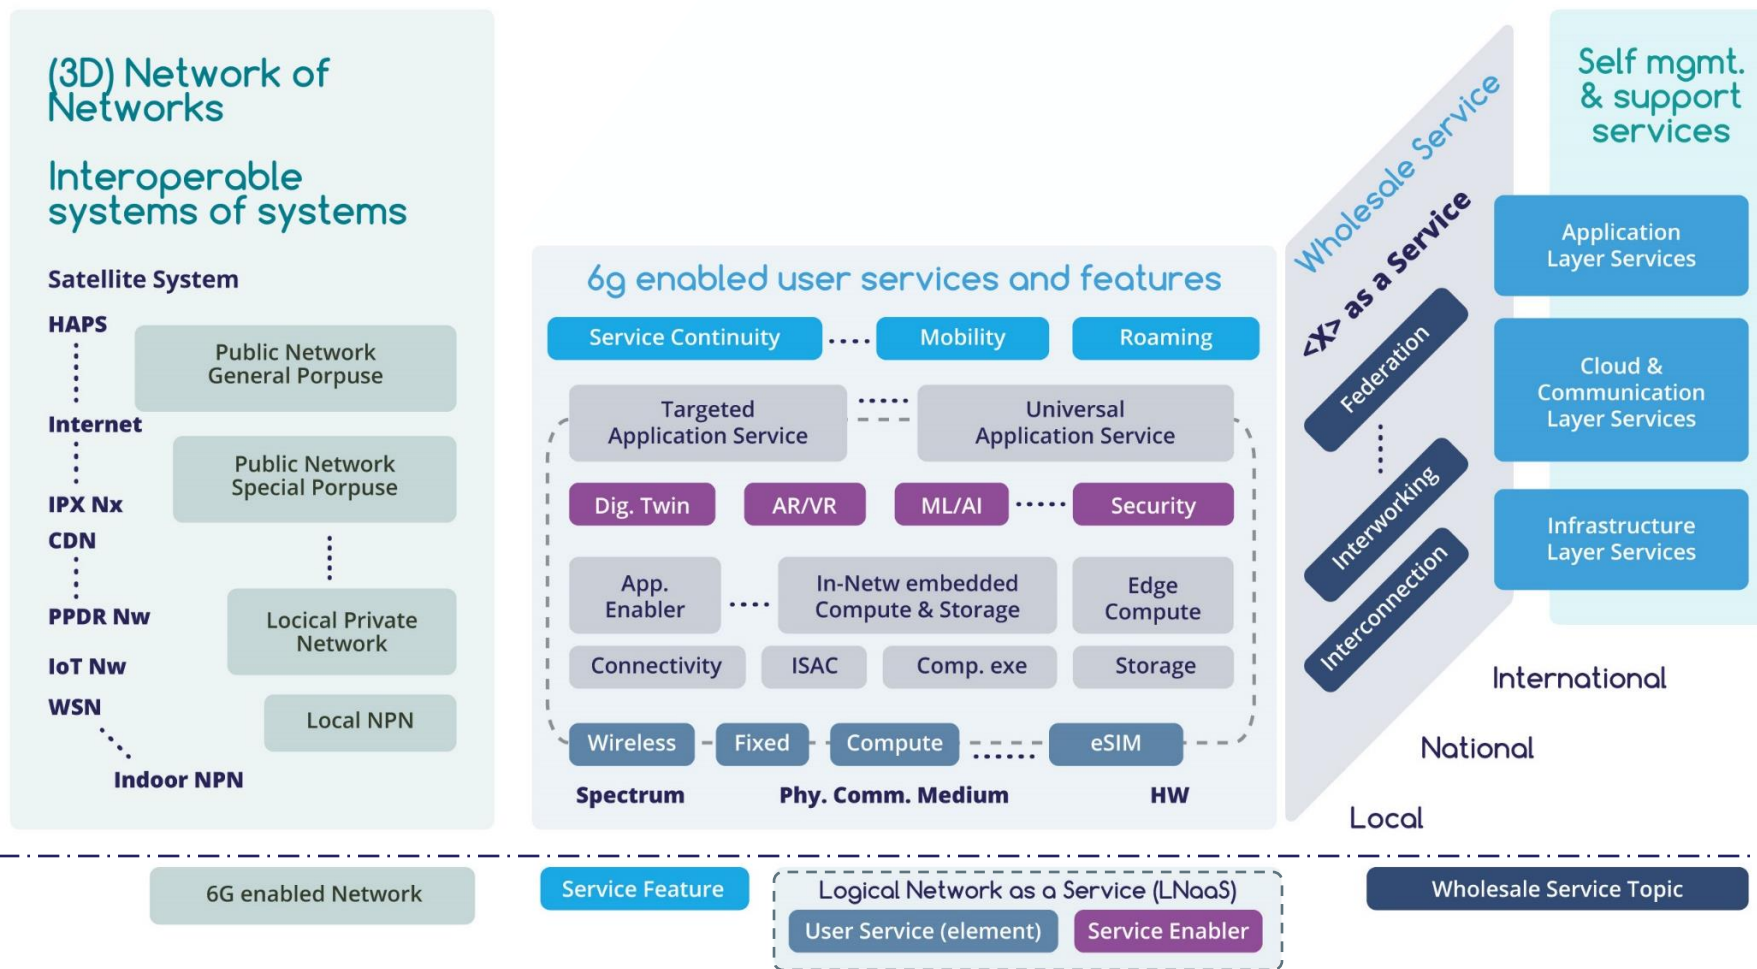 (3D) Network of
Networks
Interoperable
systems of systems
Satellite System
HAPS
Internet
IPX Nx
CDN
PPDR Nw
IoT Nw
WSN
Indoor NPN
Public Network
General Porpuse
Public Network
Special Porpuse
Locical Private
Network
Local NPN
6g enabled user services and features
Service Continuity
Mobility
Roaming
Targeted
Application Service
Universal
Application Service
Dig. Twin
AR/VR
ML/AI
Security
App.
Enabler
In-Netw embedded
Compute & Storage
Edge
Compute
Connectivity
ISAC
Comp. exe
Storage
Wireless
Fixed
Compute
eSIM
Spectrum
Phy. Comm. Medium
HW
Wholesale Service
<X> as a Service
Federation
Interworking
Interconnection
International
National
Local
Self mgmt.
& support
services
Application
Layer Services
Cloud &
Communication
Layer Services
Infrastructure
Layer Services
6G enabled Network
Service Feature
Logical Network as a Service (LNaaS)
User Service (element)
Service Enabler
Wholesale Service Topic